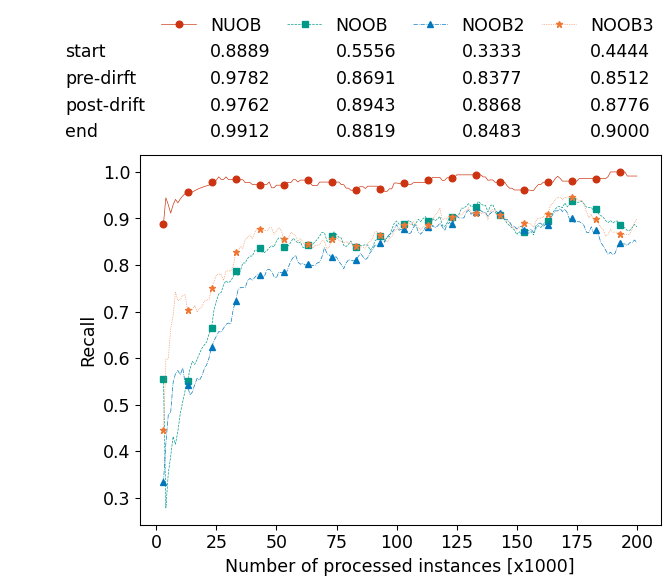 NUOB NOOB NOOB2 NOOB3
start 0.8889 0.5556 0.3333 0.4444
pre-dirft 0.9782 0.8691 0.8377 0.8512
post-drift 0.9762 0.8943 0.8868 0.8776
end 0.9912 0.8819 0.8483 0.9000
1.0
0.9
0.8
0.7
0.6
0.5
0.4
0.3
Recall
0 25 50 75 100 125 150 175 200
Number of processed instances [x1000]